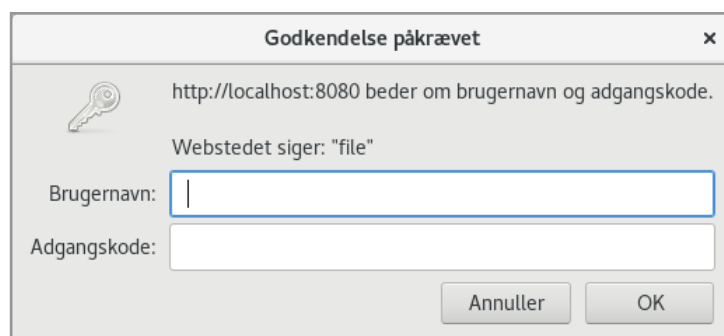 Godkendelse påkrævet
http://localhost:8080 beder om brugernavn og adgangskode.
Webstedet siger: "file"
Brugernavn:
Adgangskode:
Annuller OK